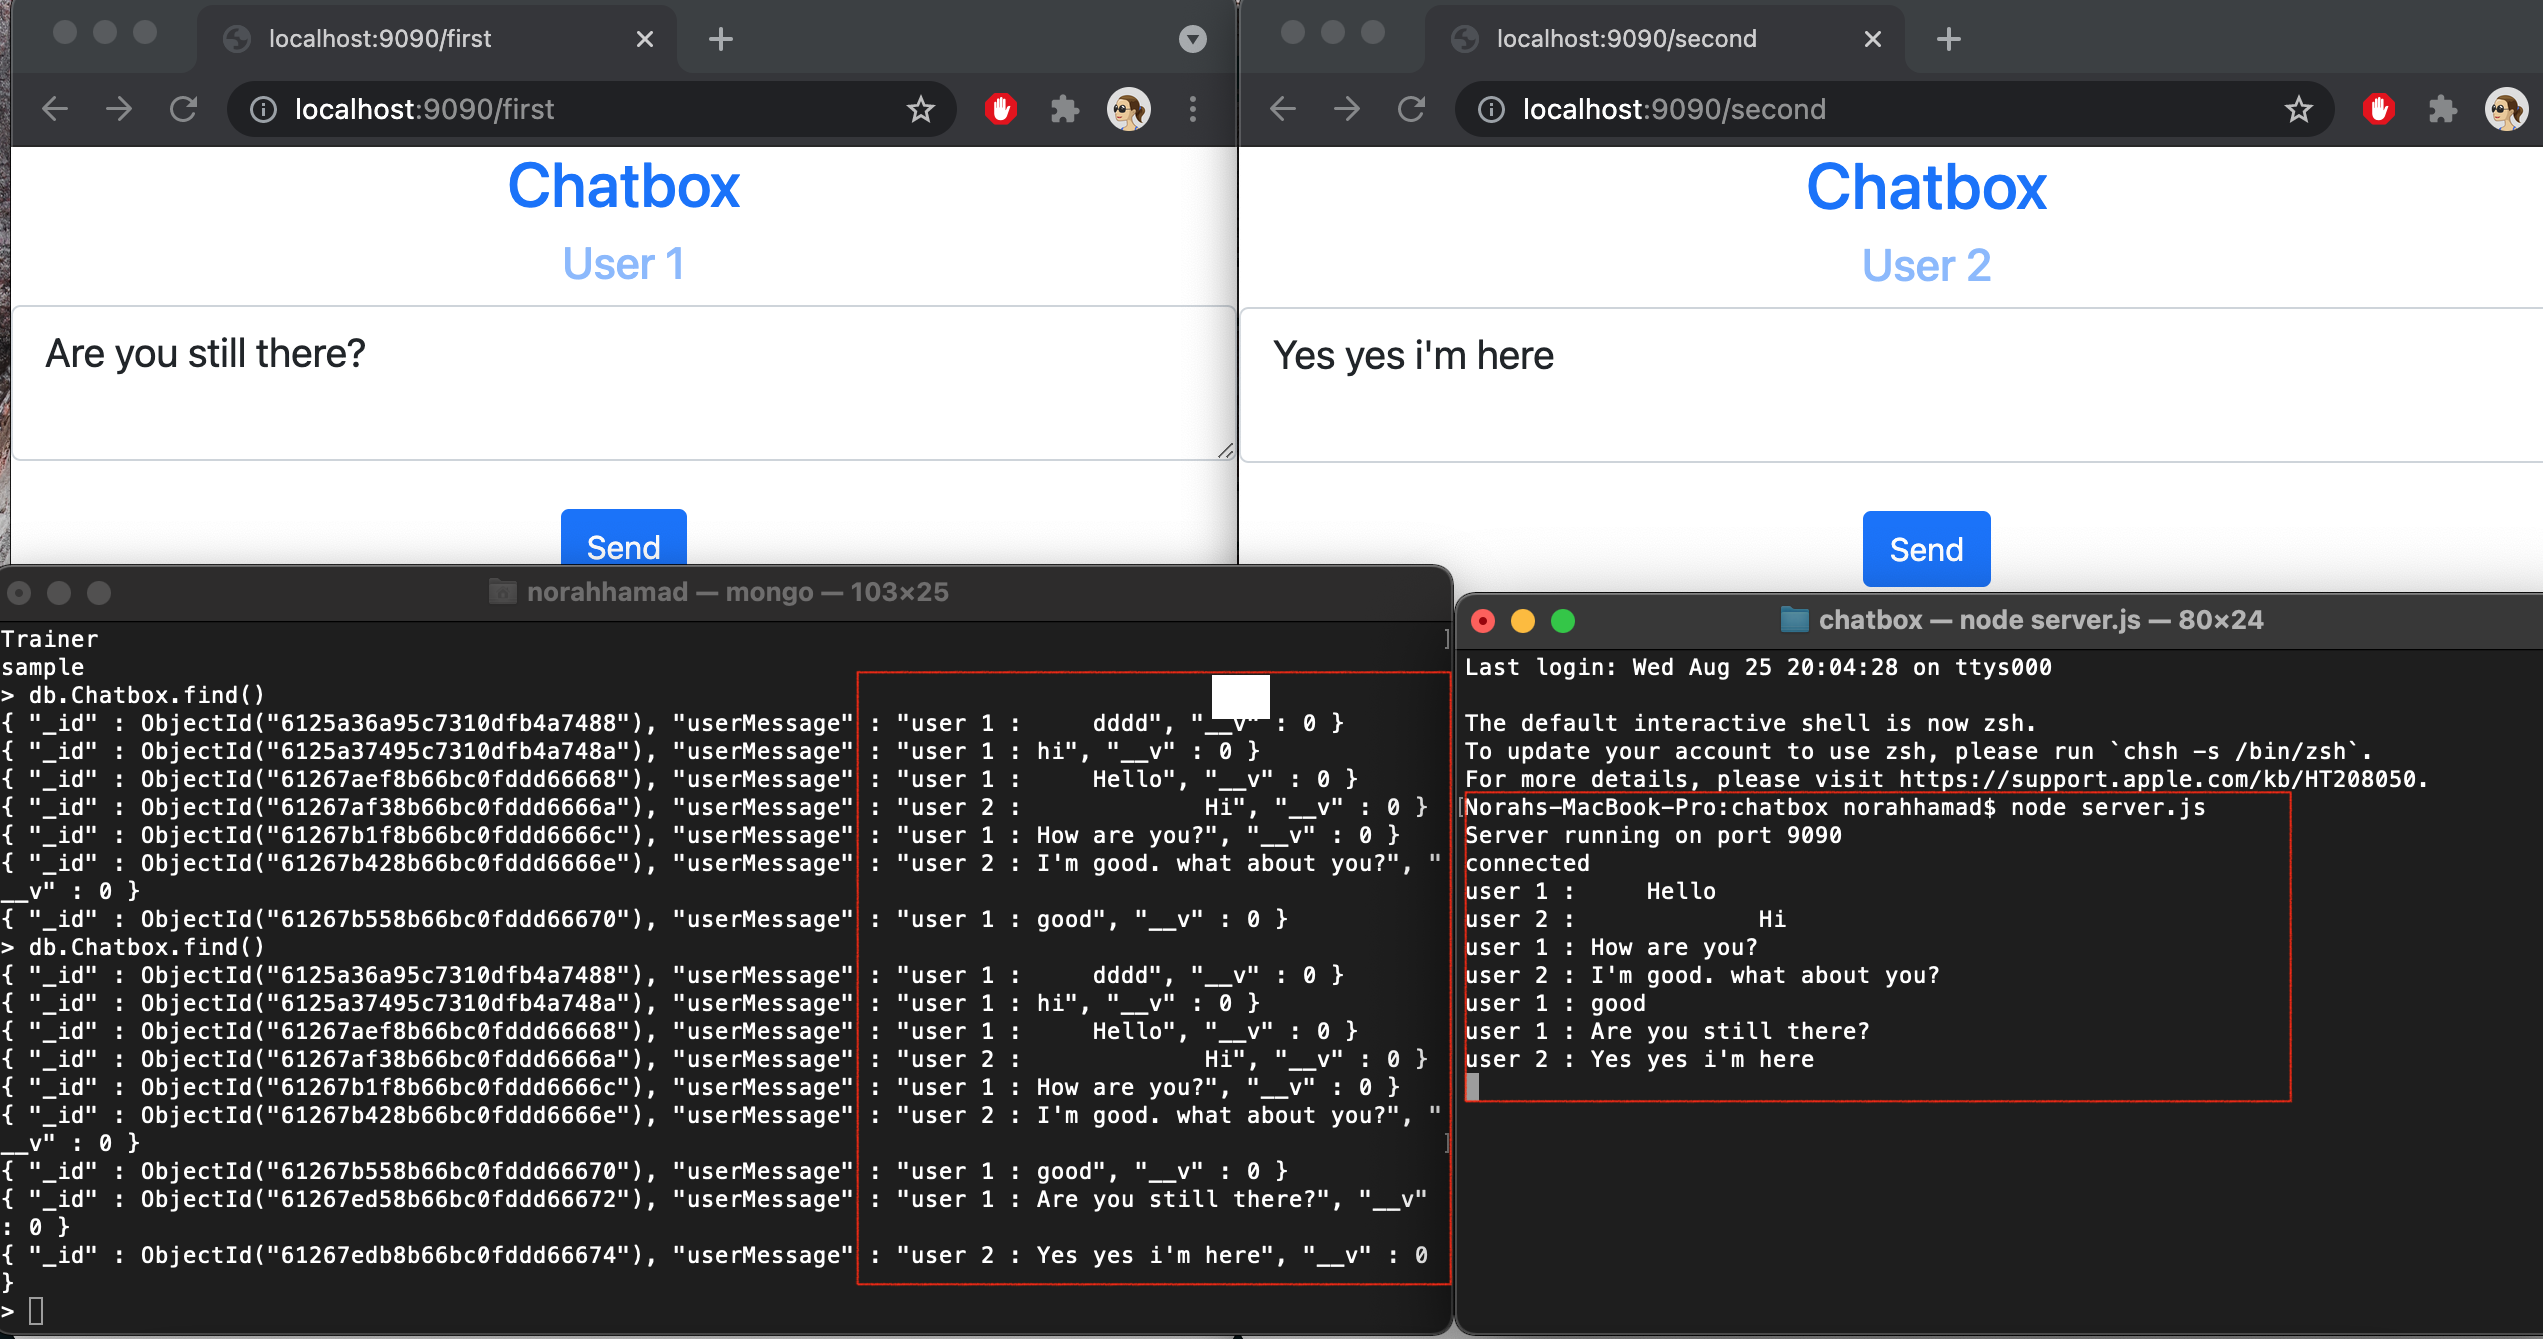 localhost:9090/first
localhost:9090/first
Chatbox
User 1
Are you still there?
Send
localhost:9090/second
localhost:9090/second
Chatbox
User 2
Yes yes i'm here
Send
norahhamad — mongo — 103×25
Trainer
sample
> db.Chatbox.find()
{ "_id" : ObjectId("6125a36a95c7310dfb4a7488"), "userMessage" : "user 1 :     dddd", "__v" : 0 }
{ "_id" : ObjectId("6125a37495c7310dfb4a748a"), "userMessage" : "user 1 : hi", "__v" : 0 }
{ "_id" : ObjectId("61267aef8b66bc0fddd66668"), "userMessage" : "user 1 :     Hello", "__v" : 0 }
{ "_id" : ObjectId("61267af38b66bc0fddd6666a"), "userMessage" : "user 2 :             Hi", "__v" : 0 }
{ "_id" : ObjectId("61267b1f8b66bc0fddd6666c"), "userMessage" : "user 1 : How are you?", "__v" : 0 }
{ "_id" : ObjectId("61267b428b66bc0fddd6666e"), "userMessage" : "user 2 : I'm good. what about you?", "
__v" : 0 }
{ "_id" : ObjectId("61267b558b66bc0fddd66670"), "userMessage" : "user 1 : good", "__v" : 0 }
> db.Chatbox.find()
{ "_id" : ObjectId("6125a36a95c7310dfb4a7488"), "userMessage" : "user 1 :     dddd", "__v" : 0 }
{ "_id" : ObjectId("6125a37495c7310dfb4a748a"), "userMessage" : "user 1 : hi", "__v" : 0 }
{ "_id" : ObjectId("61267aef8b66bc0fddd66668"), "userMessage" : "user 1 :     Hello", "__v" : 0 }
{ "_id" : ObjectId("61267af38b66bc0fddd6666a"), "userMessage" : "user 2 :             Hi", "__v" : 0 }
{ "_id" : ObjectId("61267b1f8b66bc0fddd6666c"), "userMessage" : "user 1 : How are you?", "__v" : 0 }
{ "_id" : ObjectId("61267b428b66bc0fddd6666e"), "userMessage" : "user 2 : I'm good. what about you?", "
__v" : 0 }
{ "_id" : ObjectId("61267b558b66bc0fddd66670"), "userMessage" : "user 1 : good", "__v" : 0 }
{ "_id" : ObjectId("61267ed58b66bc0fddd66672"), "userMessage" : "user 1 : Are you still there?", "__v"
: 0 }
{ "_id" : ObjectId("61267edb8b66bc0fddd66674"), "userMessage" : "user 2 : Yes yes i'm here", "__v" : 0
}
>
chatbox — node server.js — 80×24
Last login: Wed Aug 25 20:04:28 on ttys000
The default interactive shell is now zsh.
To update your account to use zsh, please run `chsh -s /bin/zsh`.
For more details, please visit https://support.apple.com/kb/HT208050.
Norahs-MacBook-Pro:chatbox norahhamad$ node server.js
Server running on port 9090
connected
user 1 :     Hello
user 2 :             Hi
user 1 : How are you?
user 2 : I'm good. what about you?
user 1 : good
user 1 : Are you still there?
user 2 : Yes yes i'm here